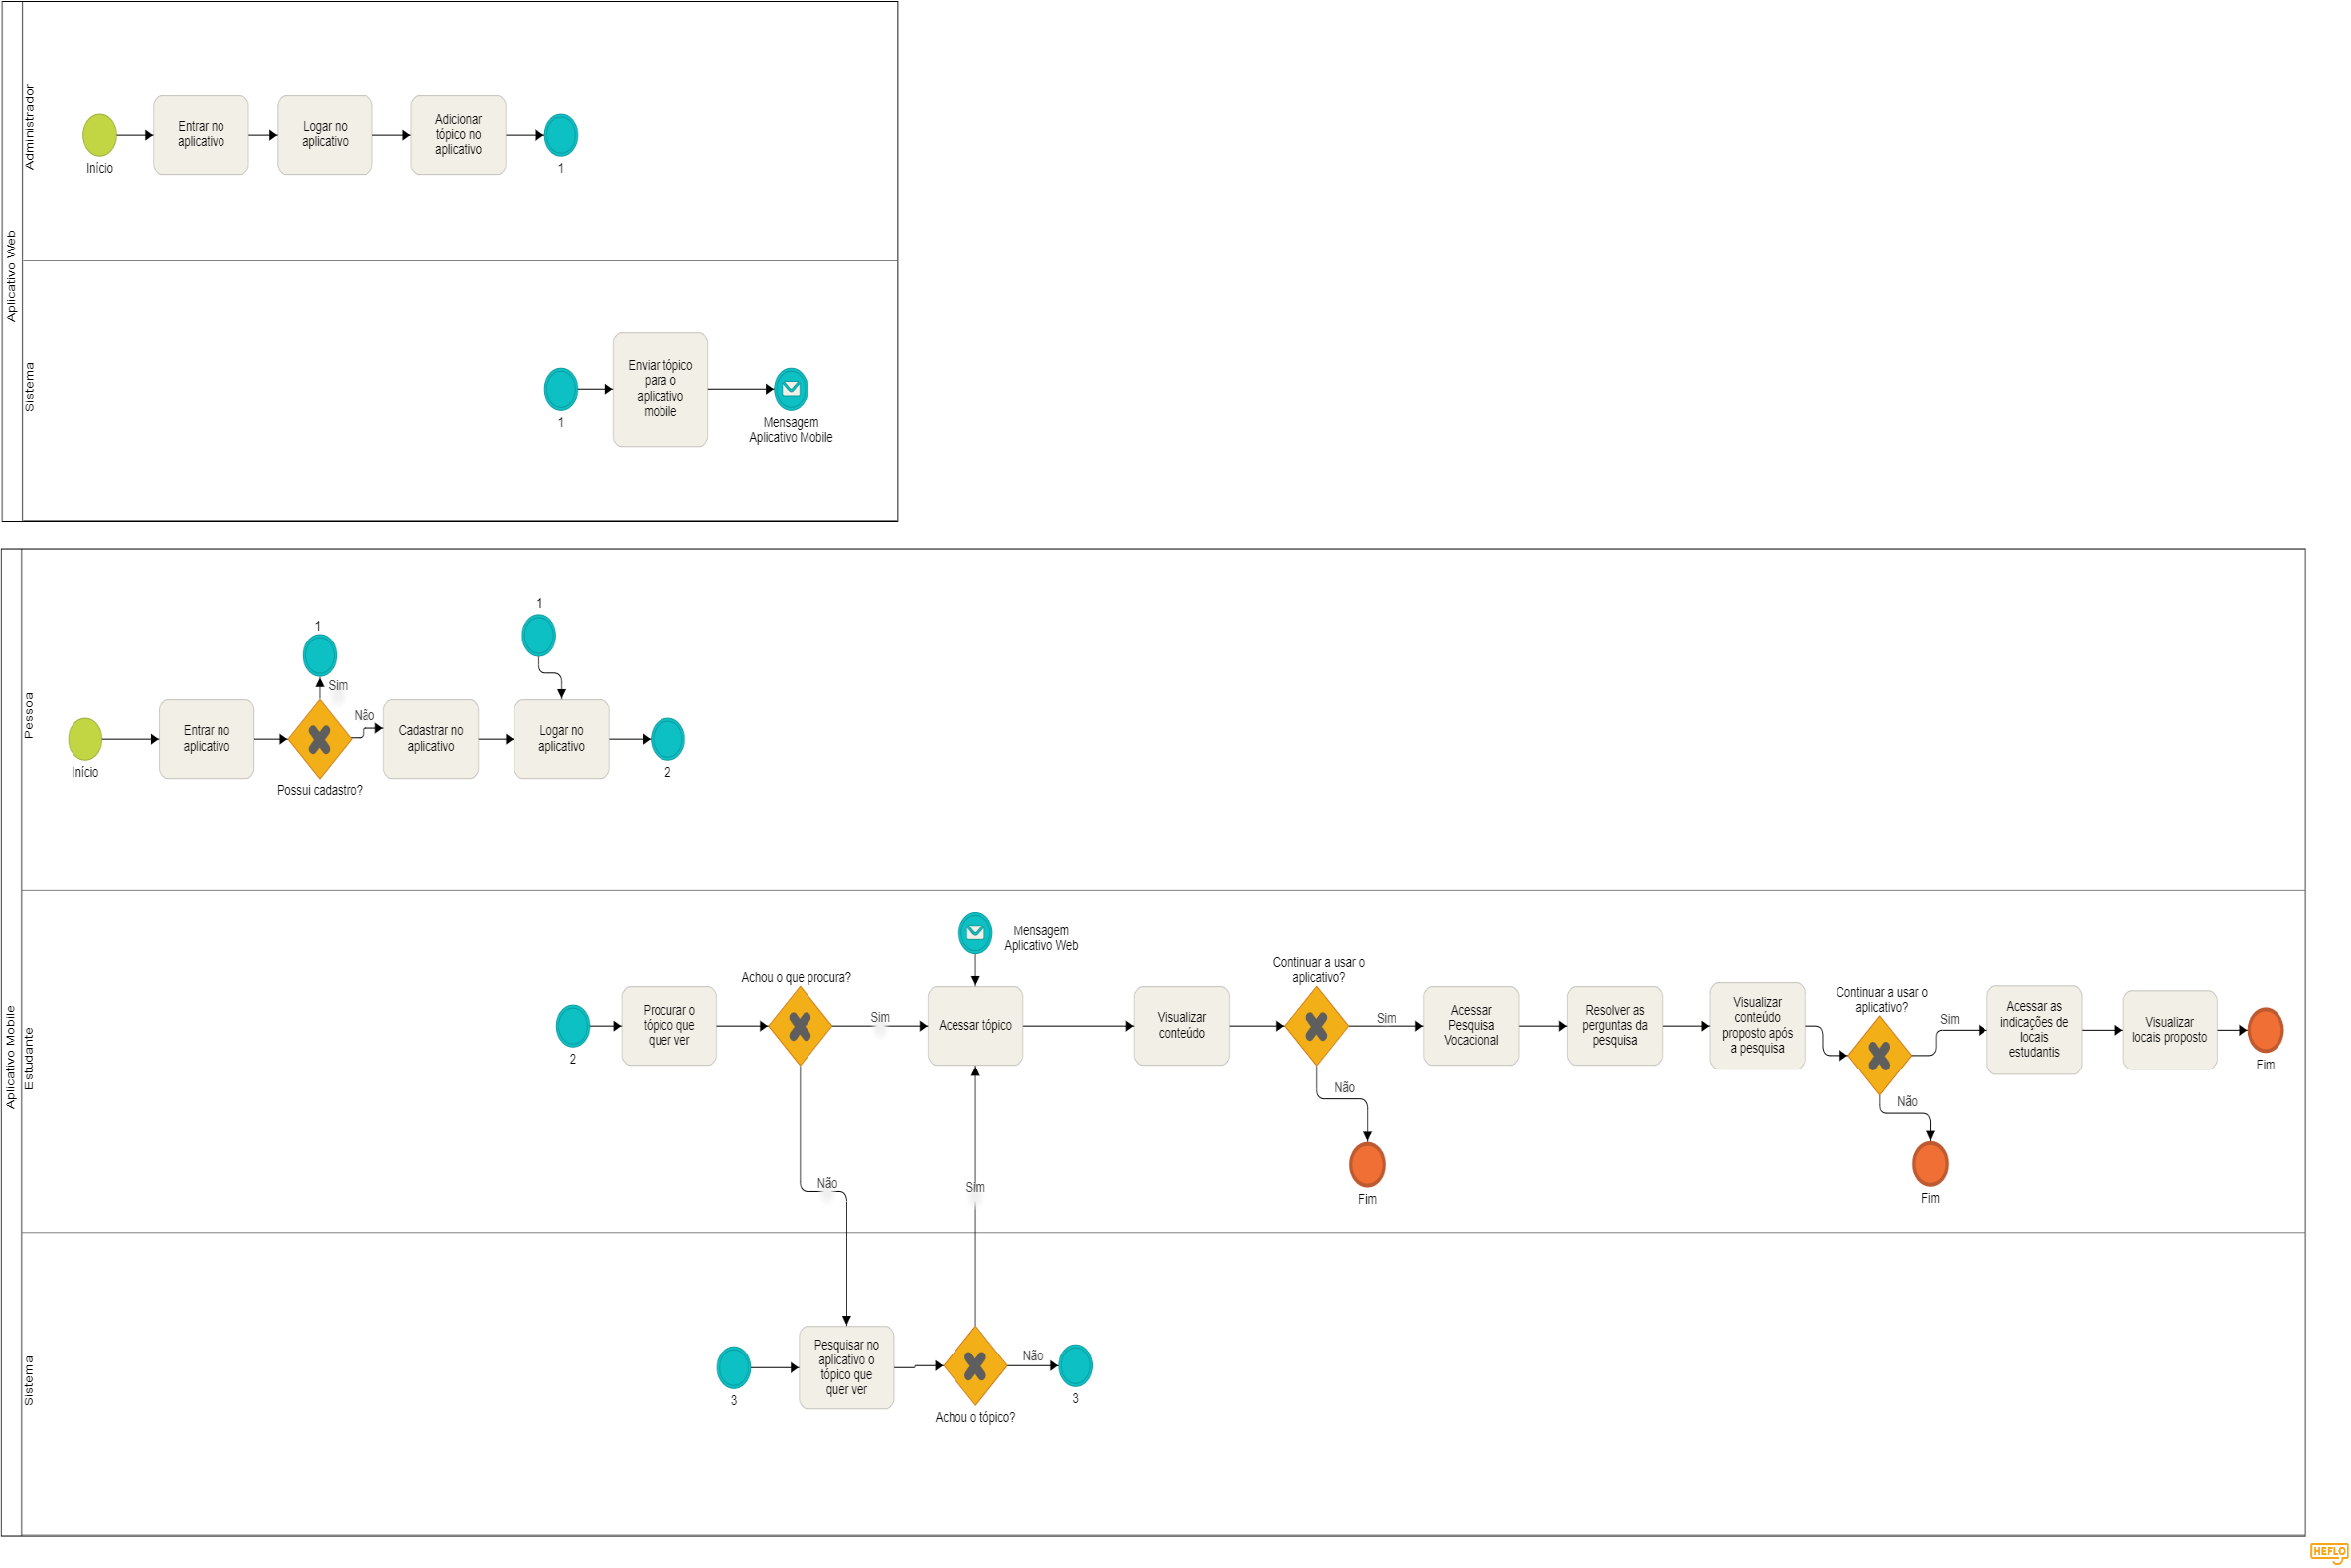 Aplicativo Web
Administrador
Início
Entrar no
aplicativo
Logar no
aplicativo
Adicionar
tópico no
aplicativo
1
Sistema
1
Enviar tópico
para o
aplicativo
mobile
Mensagem
Aplicativo Mobile
Aplicativo Mobile
Pessoa
Início
Entrar no
aplicativo
1
Sim
Não
Possui cadastro?
Cadastrar no
aplicativo
1
Logar no
aplicativo
2
Estudante
2
Procurar o
tópico que
quer ver
Achou o que procura?
Sim
Não
Mensagem
Aplicativo Web
Acessar tópico
Sim
Visualizar
conteúdo
Continuar a usar o
aplicativo?
Sim
Não
Fim
Acessar
Pesquisa
Vocacional
Resolver as
perguntas da
pesquisa
Visualizar
conteúdo
proposto após
a pesquisa
Continuar a usar o
aplicativo?
Sim
Não
Fim
Acessar as
indicações de
locais
estudantis
Visualizar
locais proposto
Fim
Sistema
3
Pesquisar no
aplicativo o
tópico que
quer ver
Achou o tópico?
Não
3
HEFLO